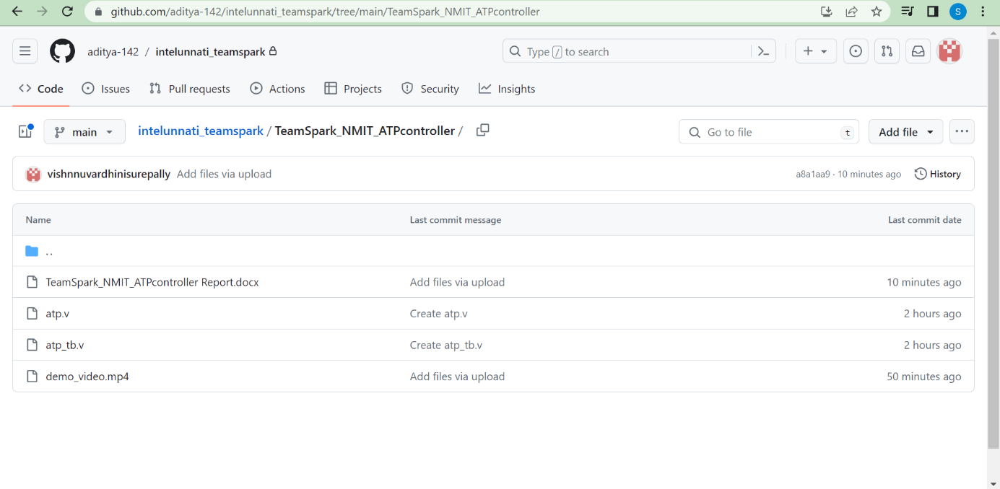 github.com/aditya-142/intelunnati_teamspark/tree/main/TeamSpark_NMIT_ATPcontroller
S
aditya-142 / intelunnati_teamspark
Type / to search
Code Issues Pull requests Actions Projects Security Insights
main intelunnati_teamspark / TeamSpark_NMIT_ATPcontroller / Go to file t Add file
vishnnuvardhinisurepally Add files via upload a8a1aa9 · 10 minutes ago History
Name Last commit message Last commit date
..
TeamSpark_NMIT_ATPcontroller Report.docx Add files via upload 10 minutes ago
atp.v Create atp.v 2 hours ago
atp_tb.v Create atp_tb.v 2 hours ago
demo_video.mp4 Add files via upload 50 minutes ago